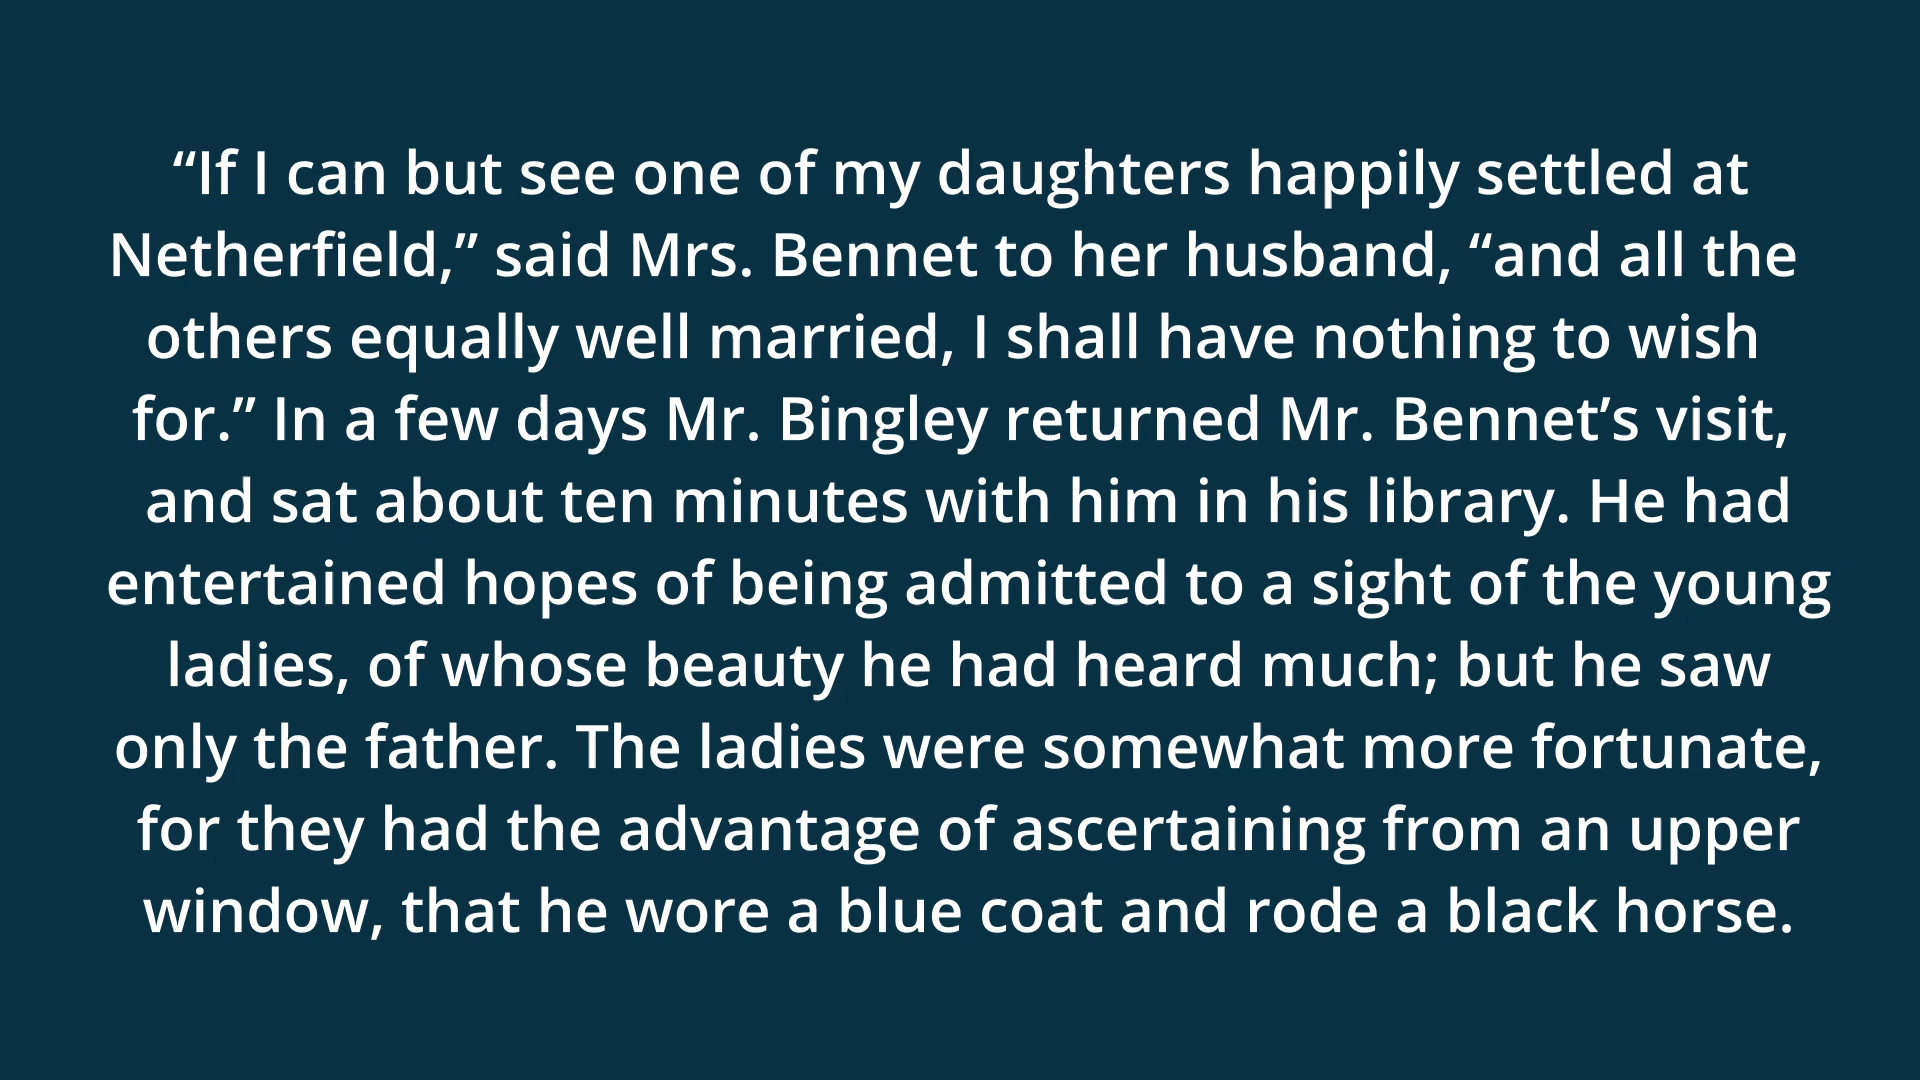 “If I can but see one of my daughters happily settled at
Netherfield,” said Mrs. Bennet to her husband, “and all the
others equally well married, I shall have nothing to wish
for.” In a few days Mr. Bingley returned Mr. Bennet’s visit,
and sat about ten minutes with him in his library. He had
entertained hopes of being admitted to a sight of the young
ladies, of whose beauty he had heard much; but he saw
only the father. The ladies were somewhat more fortunate,
for they had the advantage of ascertaining from an upper
window, that he wore a blue coat and rode a black horse.